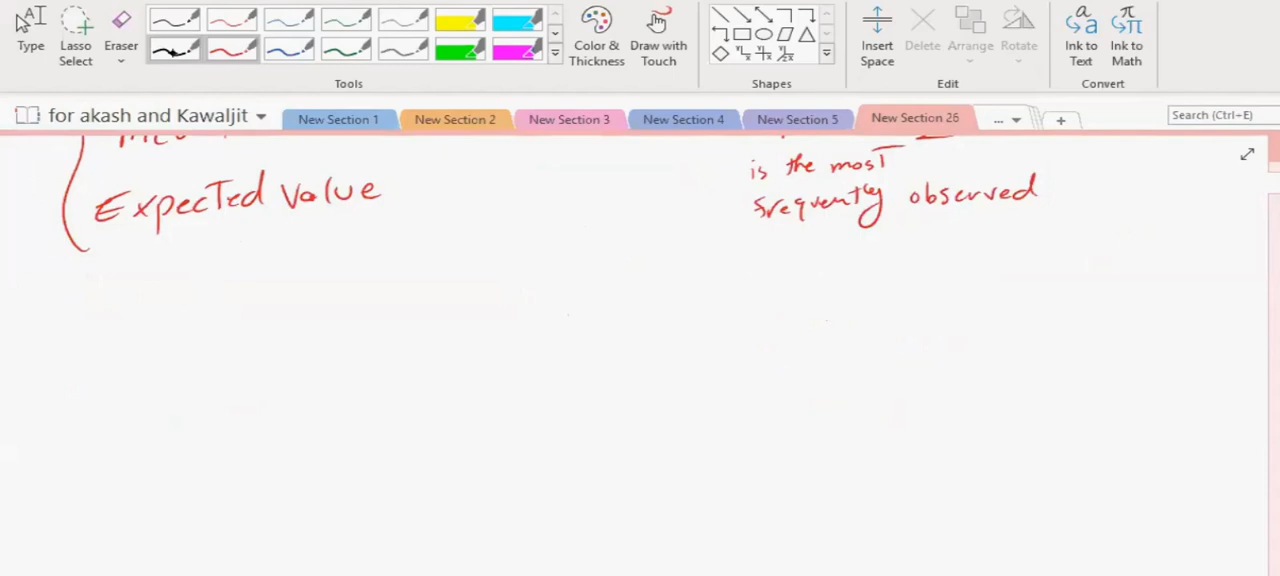 Type
Lasso Select
Eraser
Color & Thickness
Draw with Touch
Insert Space
Delete
Arrange
Rotate
Ink to Text
Ink to Math
Tools
Shapes
Edit
Convert
for akash and Kawaljit
New Section 1
New Section 2
New Section 3
New Section 4
New Section 5
New Section 26
...
Search (Ctrl+E)
is the most
Expected value
frequently observed